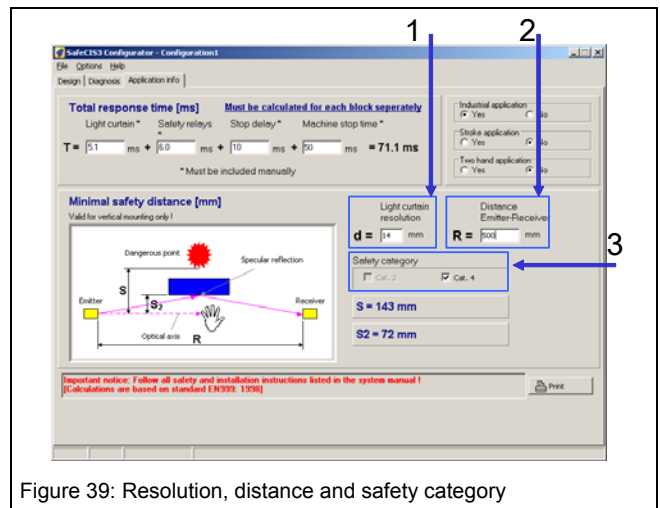 1
2
SafeCIS3 Configurator - Configuration1
File Options Help
Design Diagnosis Application info
Total response time [ms]
Must be calculated for each block seperately
Light curtain * Safety relays * Stop delay * Machine stop time *
T = 5.1 ms + 6.0 ms + 10 ms + 50 ms = 71.1 ms
* Must be included manually
Industrial application
Yes No
Stroke application
Yes No
Two hand application
Yes No
Minimal safety distance [mm]
Valid for vertical mounting only !
Dangerous point
Specular reflection
S
S2
Emitter
Receiver
Optical axis
R
Light curtain resolution
d = 14 mm
Distance Emitter-Receiver
R = 500 mm
3
Safety category
Cat. 2 Cat. 4
S = 143 mm
S2 = 72 mm
Important notice: Follow all safety and installation instructions listed in the system manual !
[Calculations are based on standard EN999: 1998]
Print
Figure 39: Resolution, distance and safety category